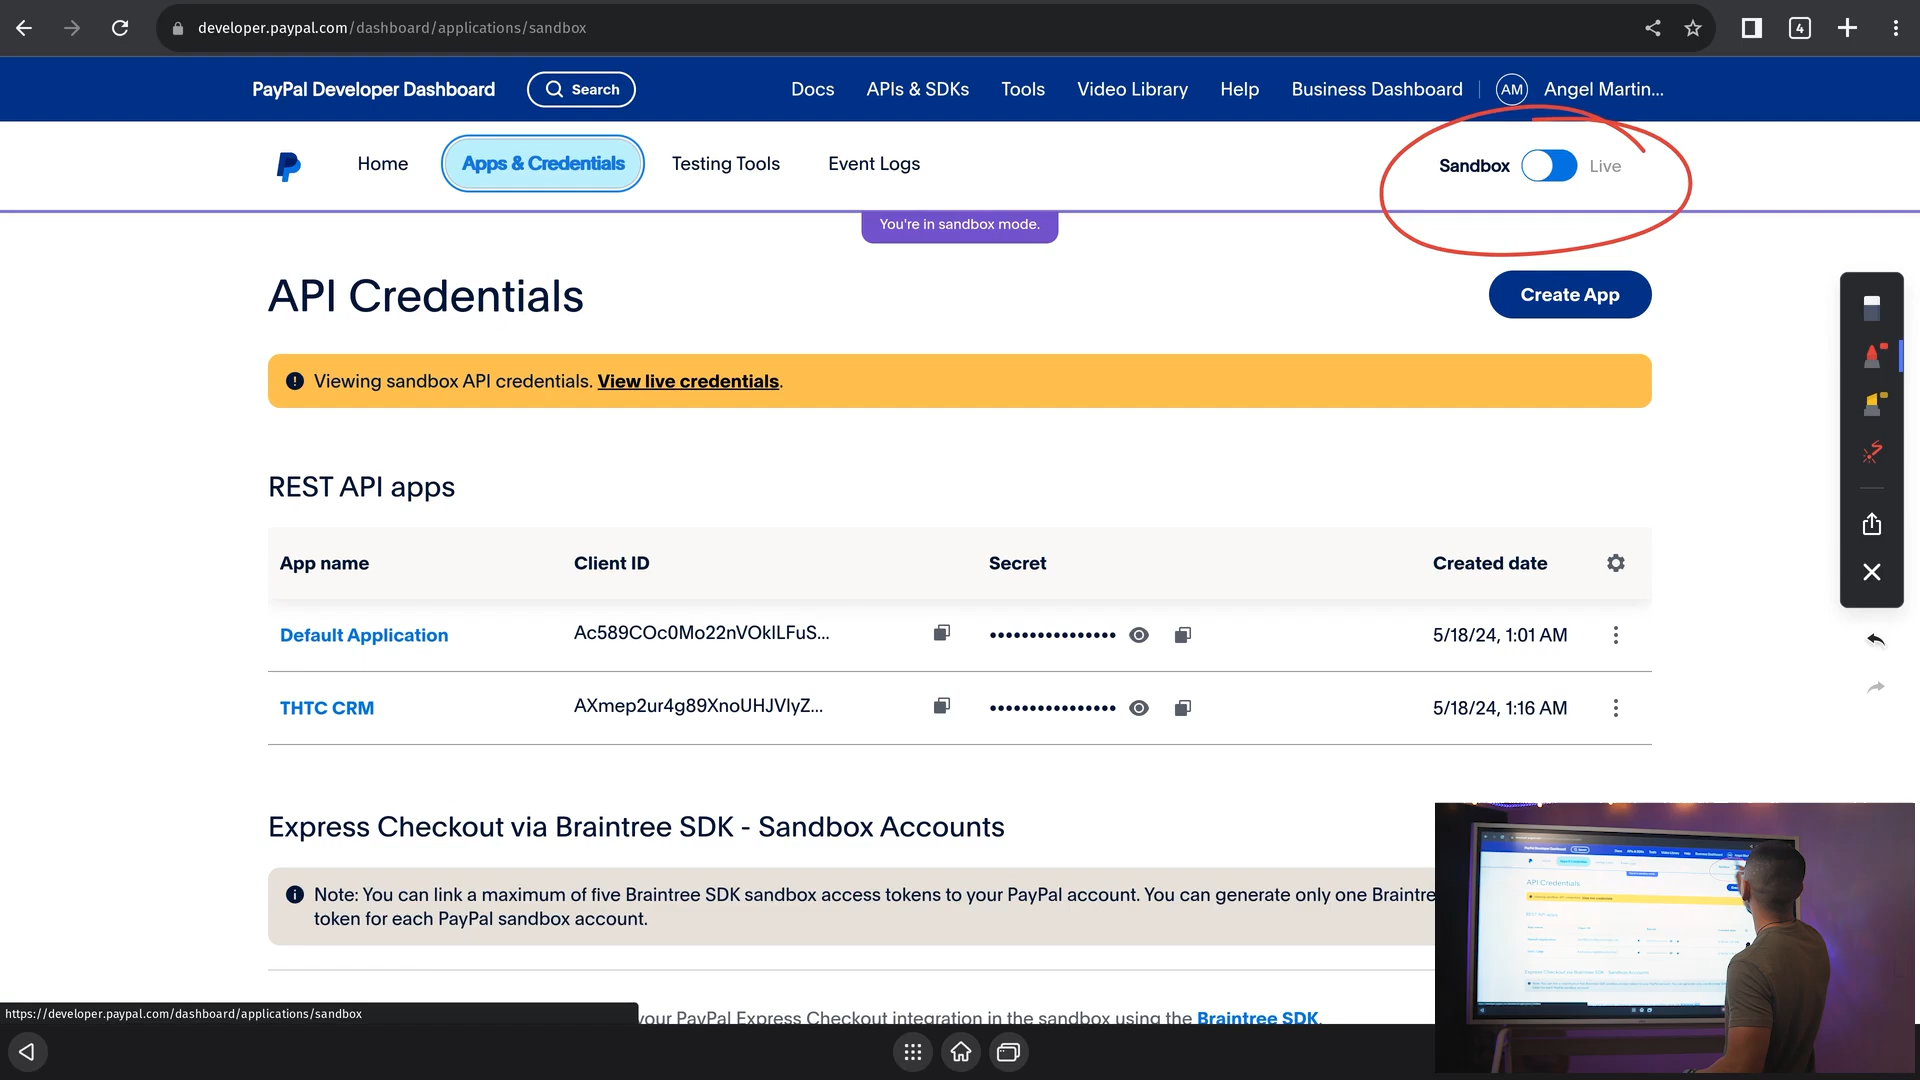 developer.paypal.com/dashboard/applications/sandbox
4
PayPal Developer Dashboard
Search
Docs
APIs & SDKs
Tools
Video Library
Help
Business Dashboard
AM
Angel Martin...
Home
Apps & Credentials
Testing Tools
Event Logs
Sandbox
Live
You're in sandbox mode.
API Credentials
Create App
Viewing sandbox API credentials. View live credentials.
REST API apps
App name
Client ID
Secret
Created date
Default Application
Ac589COc0Mo22nVOkILFuS...
••••••••••••••••
5/18/24, 1:01 AM
THTC CRM
AXmep2ur4g89XnoUHJVIyZ...
••••••••••••••••
5/18/24, 1:16 AM
Express Checkout via Braintree SDK - Sandbox Accounts
Note: You can link a maximum of five Braintree SDK sandbox access tokens to your PayPal account. You can generate only one Braintre
token for each PayPal sandbox account.
your PayPal Express Checkout integration in the sandbox using the Braintree SDK.
https://developer.paypal.com/dashboard/applications/sandbox
API Credentials